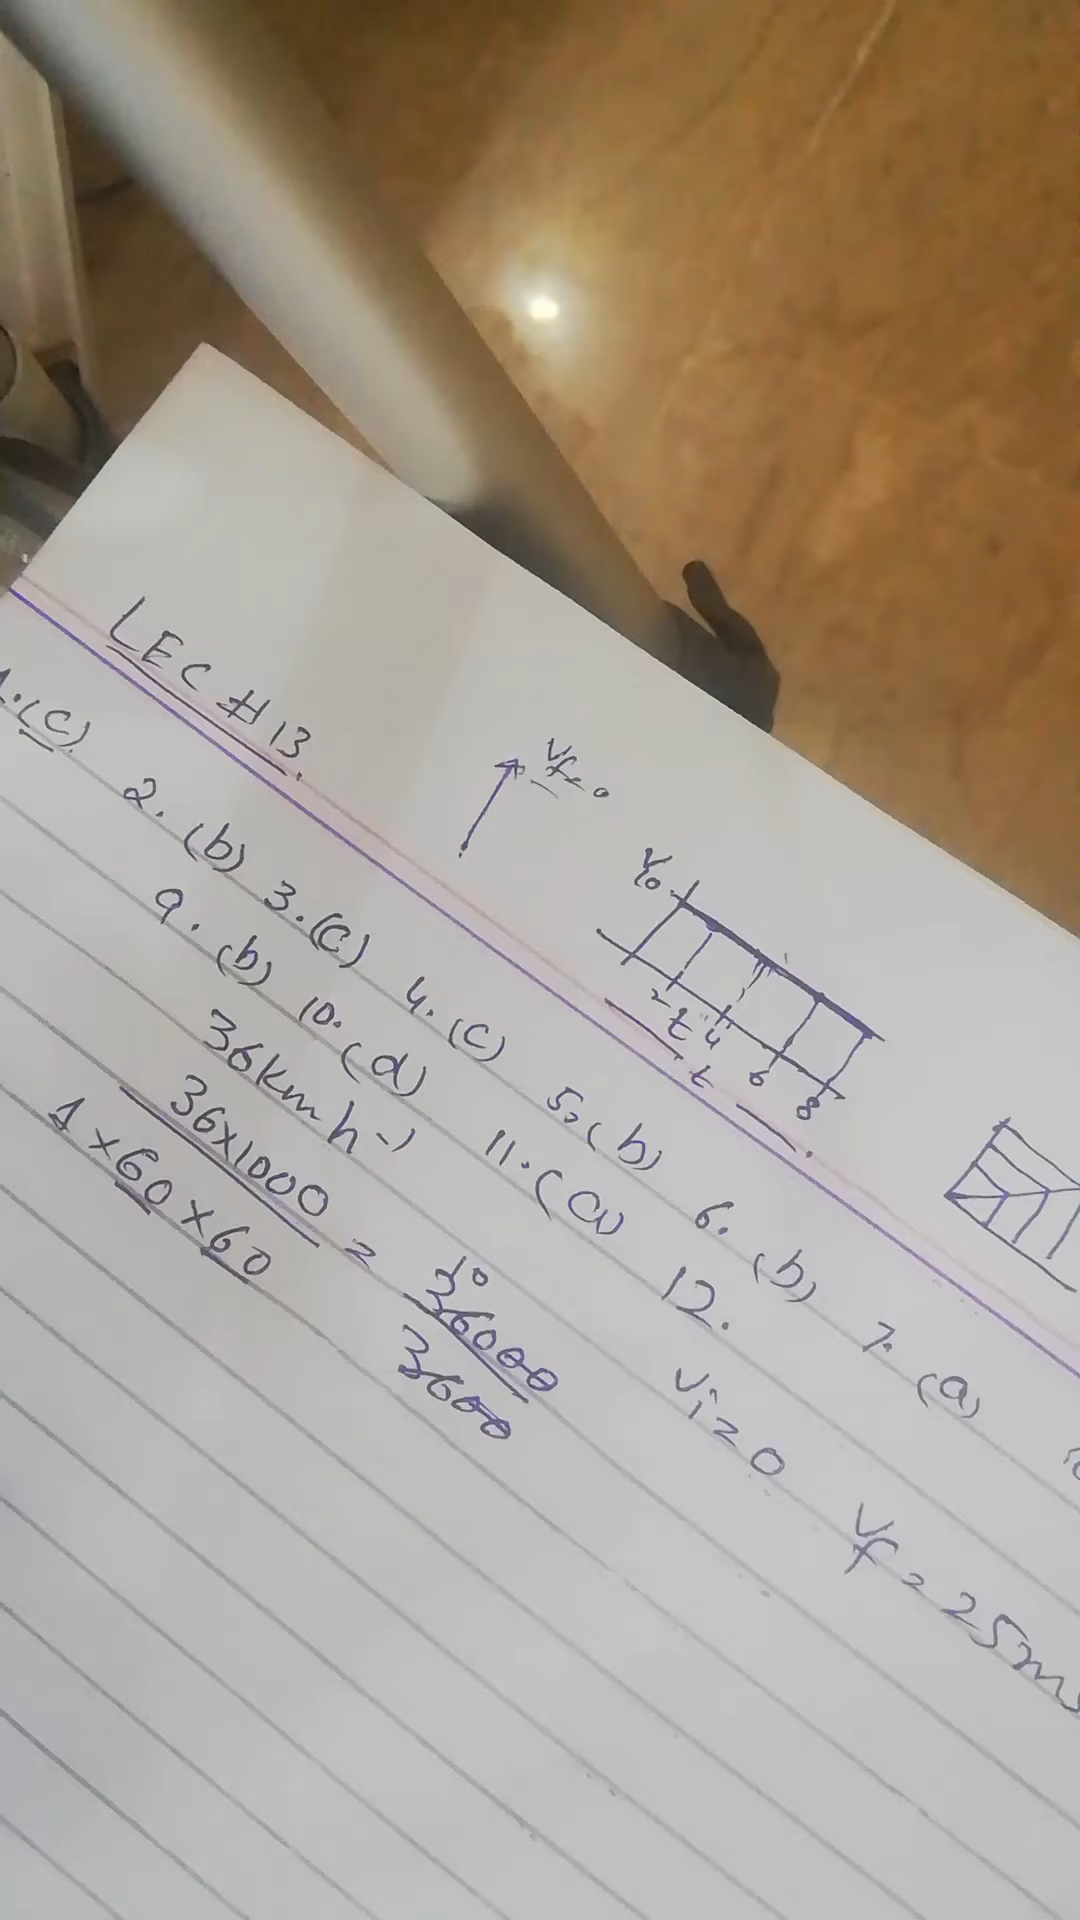 LEC #13.
Vf=0
V
2 4 6 8
t
t
1.(c) 2.(b) 3.(c) 4.(c) 5.(b) 6.(b) 7.(a)
9.(b) 10.(d) 11.(a) 12.
36kmh-1 Vi=0 Vf=25m
36x1000 = 36000 10
1x60x60 3600